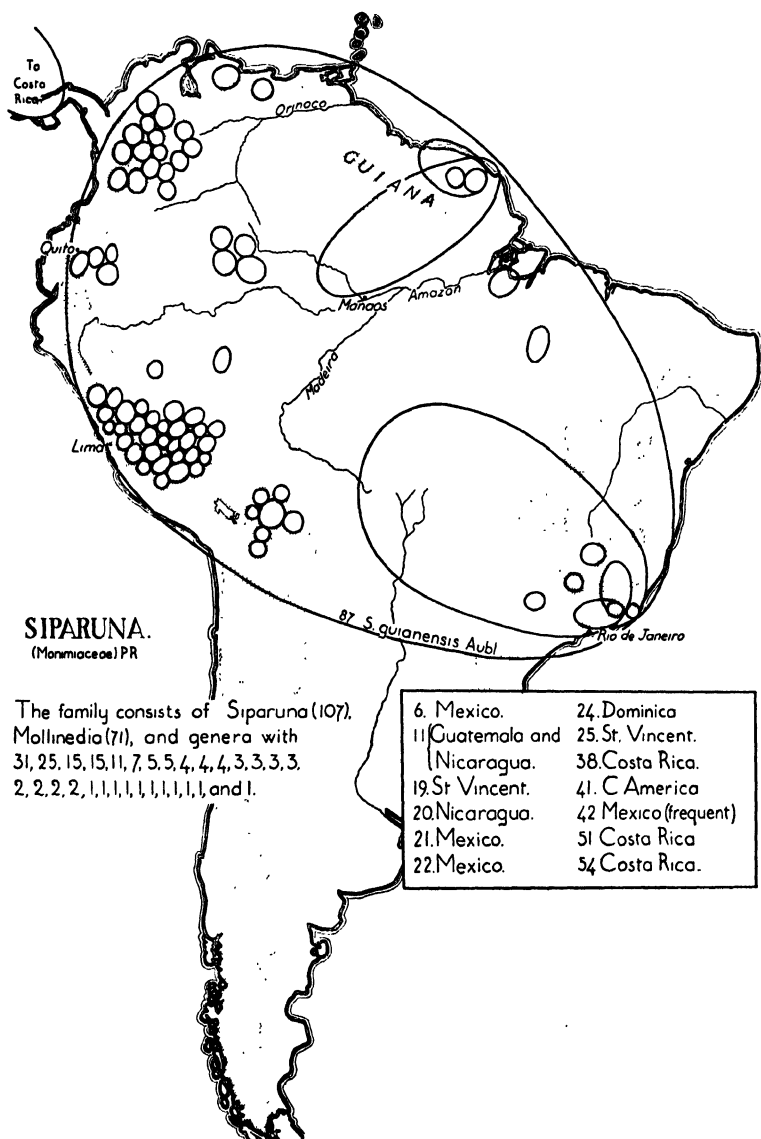 To
Costa
Rica.
Orinoco
GUIANA
Quito
Manaos
Amazon
Madeira
Lima
87 S. guianensis Aubl
Rio de Janeiro
SIPARUNA.
(Monimiaceae) PR
The family consists of Siparuna (107),
Mollinedia (71), and genera with
31, 25, 15, 15, 11, 7, 5, 5, 4, 4, 4, 3, 3, 3, 3,
2, 2, 2, 2, 1, 1, 1, 1, 1, 1, 1, 1, 1, 1, and 1.
6. Mexico.
11 Guatemala and
Nicaragua.
19. St Vincent.
20. Nicaragua.
21. Mexico.
22. Mexico.
24. Dominica
25. St. Vincent.
38. Costa Rica.
41. C America
42 Mexico (frequent)
51 Costa Rica
54 Costa Rica.